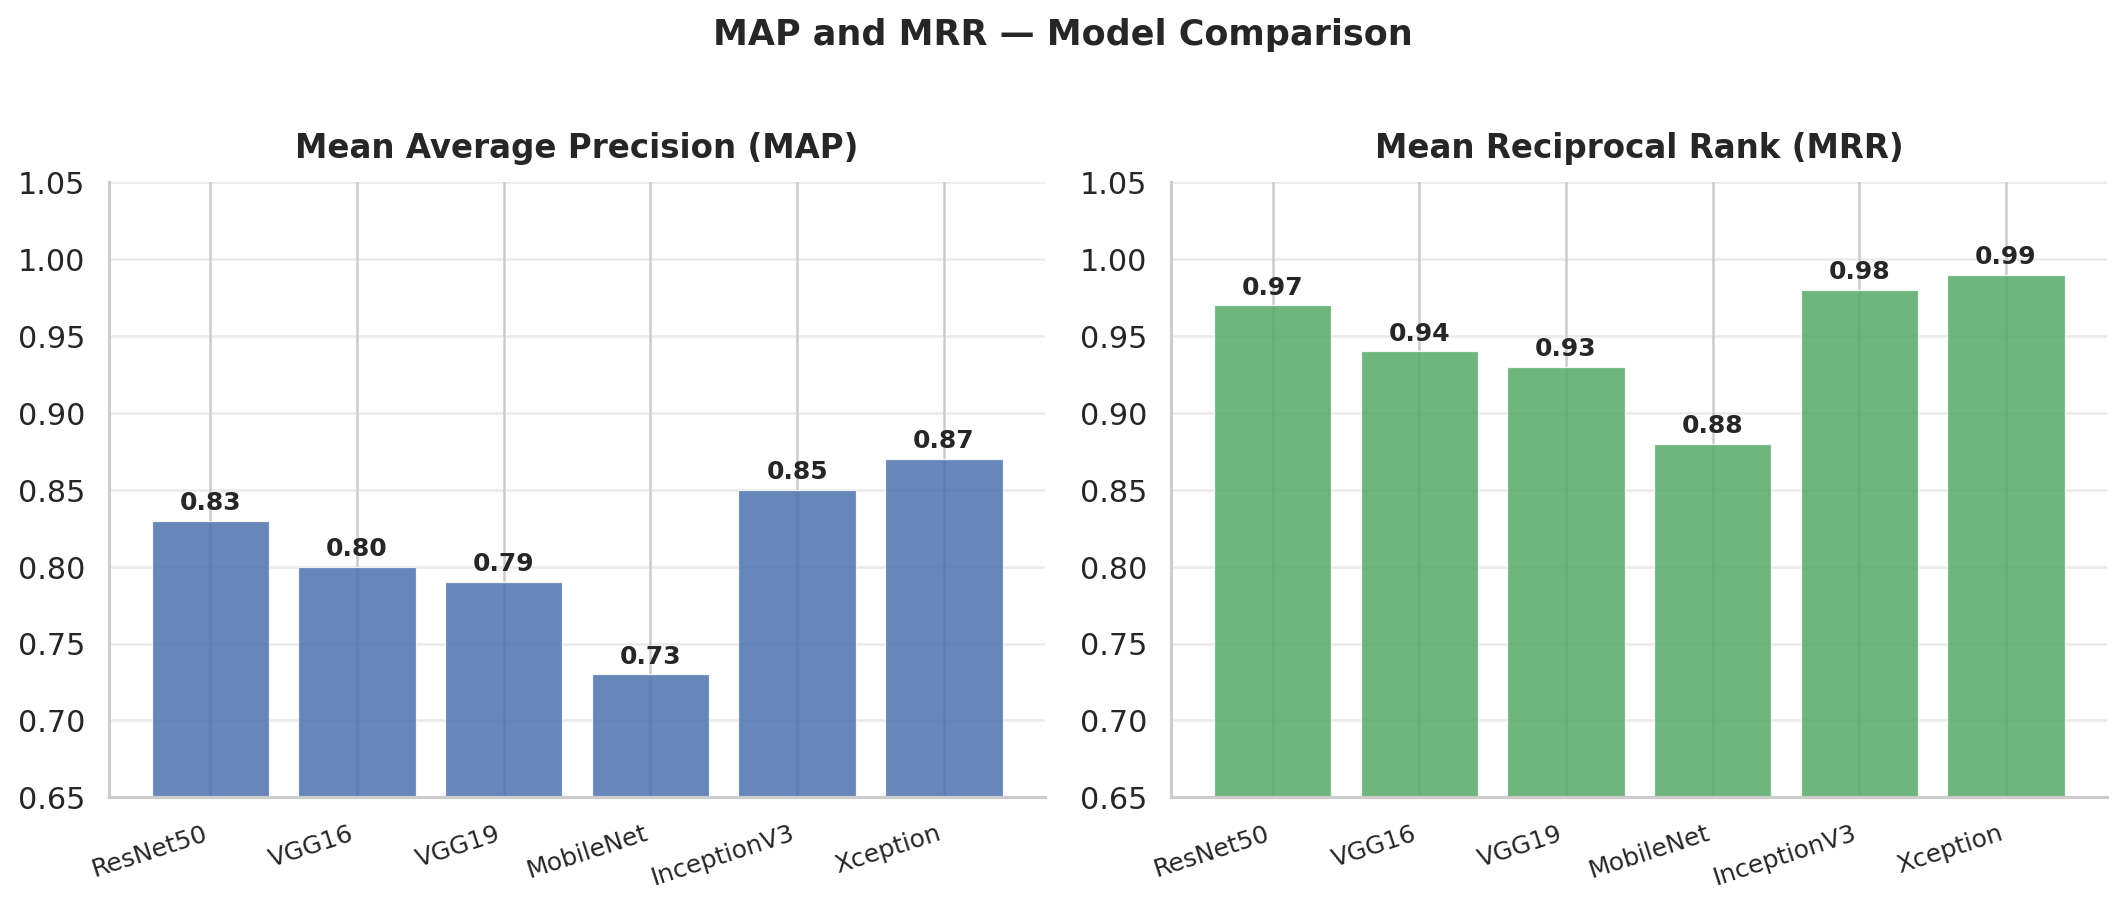 MAP and MRR — Model Comparison
Mean Average Precision (MAP)
1.05
1.00
0.95
0.90
0.85
0.80
0.75
0.70
0.65
0.83
0.80
0.79
0.73
0.85
0.87
ResNet50
VGG16
VGG19
MobileNet
InceptionV3
Xception
Mean Reciprocal Rank (MRR)
1.05
1.00
0.95
0.90
0.85
0.80
0.75
0.70
0.65
0.97
0.94
0.93
0.88
0.98
0.99
ResNet50
VGG16
VGG19
MobileNet
InceptionV3
Xception